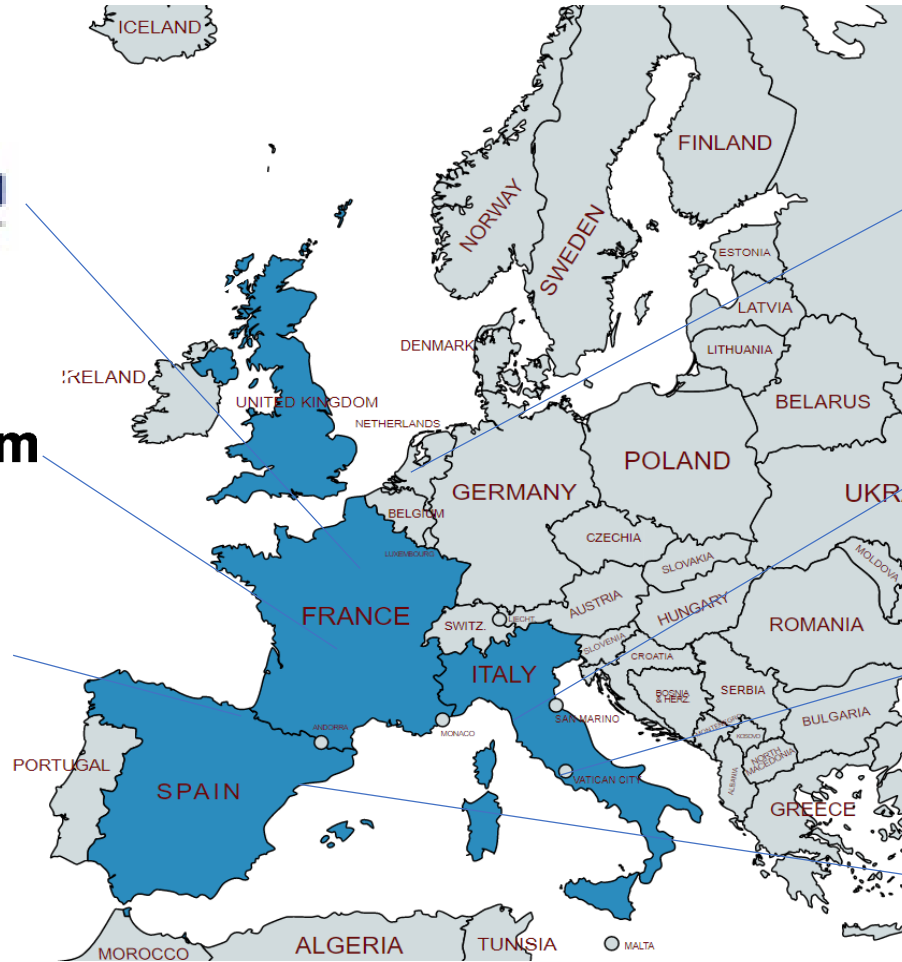 ICELAND
FINLAND
NORWAY
SWEDEN
ESTONIA
LATVIA
DENMARK
LITHUANIA
IRELAND
UNITED KINGDOM
BELARUS
NETHERLANDS
m
POLAND
GERMANY
UKR
BELGIUM
CZECHIA
LUXEMBOURG
SLOVAKIA
MOLDOVA
AUSTRIA
HUNGARY
FRANCE
SWITZ.
LIECHT.
ROMANIA
SLOVENIA
CROATIA
ITALY
BOSNIA
& HERZ.
SERBIA
SAN MARINO
MONTENEGRO
BULGARIA
ANDORRA
MONACO
KOSOVO
NORTH
MACEDONIA
PORTUGAL
SPAIN
VATICAN CITY
ALBANIA
GREECE
MOROCCO
ALGERIA
TUNISIA
MALTA